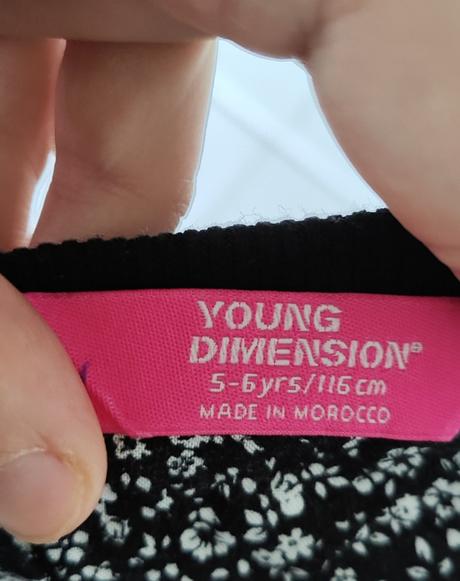 YOUNG
DIMENSION®
5-6yrs/116cm
MADE IN MOROCCO